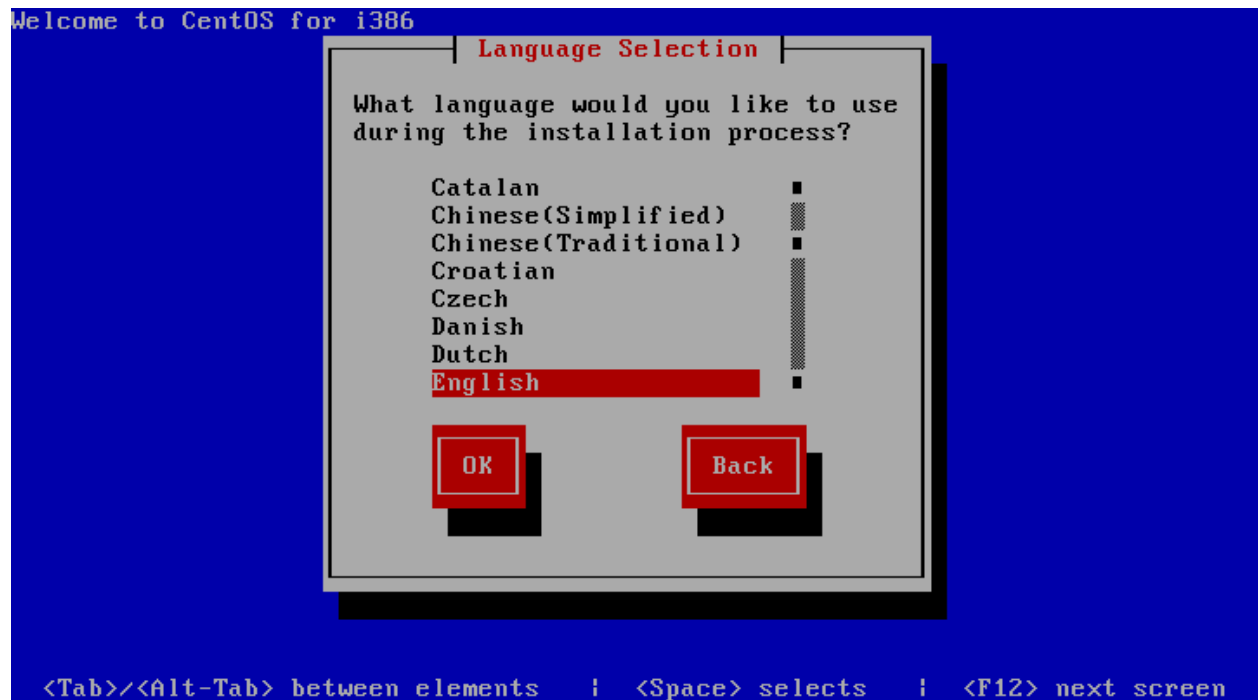 Welcome to CentOS for i386
Language Selection
What language would you like to use
during the installation process?
Catalan
Chinese(Simplified)
Chinese(Traditional)
Croatian
Czech
Danish
Dutch
English
OK Back
<Tab>/<Alt-Tab> between elements | <Space> selects | <F12> next screen